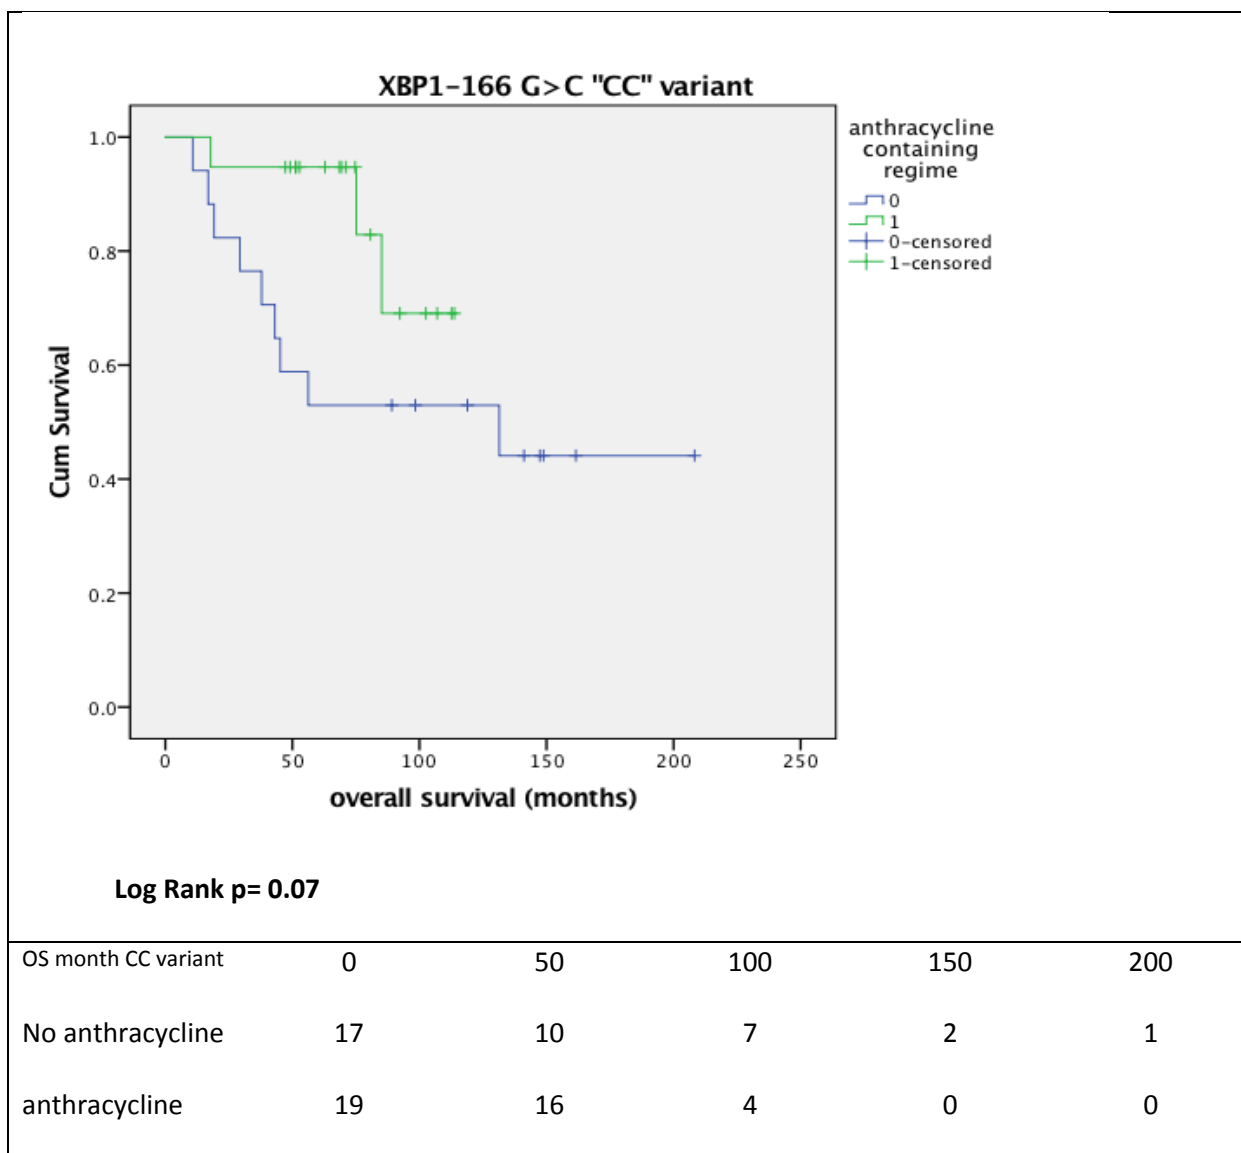 XBP1-166 G>C "CC" variant
anthracycline
containing
regime
0
1
0-censored
1-censored
Cum Survival
1.0
0.8
0.6
0.4
0.2
0.0
0 50 100 150 200 250
overall survival (months)
Log Rank p= 0.07
OS month CC variant 0 50 100 150 200
No anthracycline 17 10 7 2 1
anthracycline 19 16 4 0 0